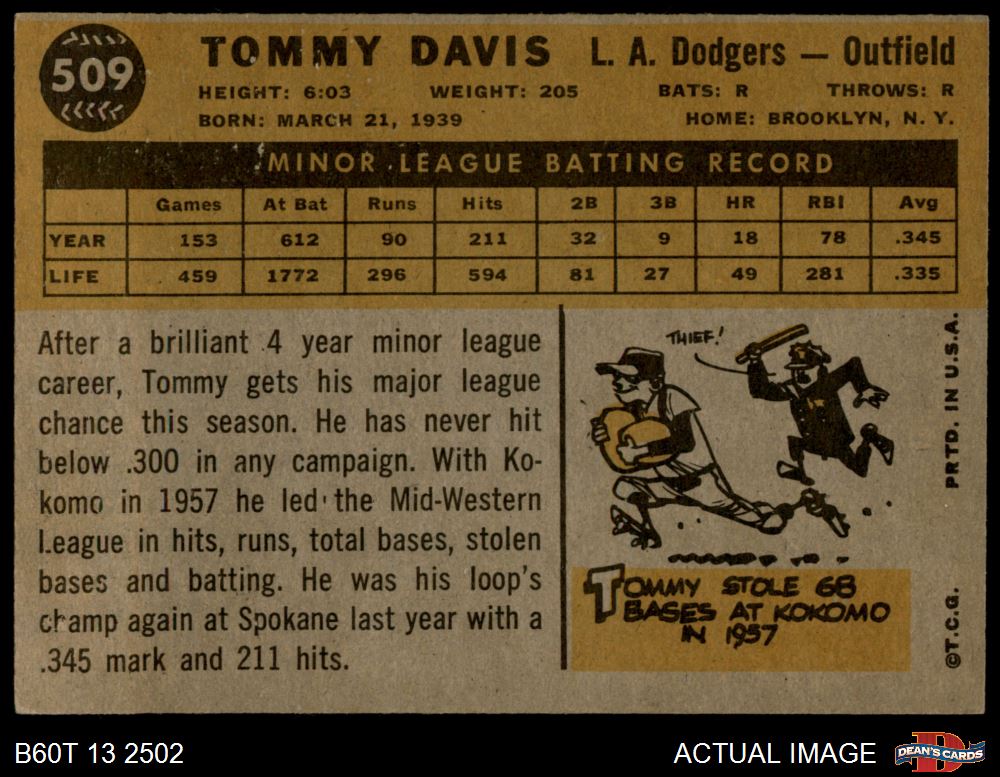 509
TOMMY DAVIS L. A. Dodgers — Outfield
HEIGHT: 6:03 WEIGHT: 205 BATS: R THROWS: R
BORN: MARCH 21, 1939 HOME: BROOKLYN, N. Y.
MINOR LEAGUE BATTING RECORD
Games At Bat Runs Hits 2B 3B HR RBI Avg
YEAR 153 612 90 211 32 9 18 78 .345
LIFE 459 1772 296 594 81 27 49 281 .335
After a brilliant 4 year minor league
career, Tommy gets his major league
chance this season. He has never hit
below .300 in any campaign. With Ko-
komo in 1957 he led the Mid-Western
League in hits, runs, total bases, stolen
bases and batting. He was his loop's
champ again at Spokane last year with a
.345 mark and 211 hits.
THIEF!
TOMMY STOLE 68
BASES AT KOKOMO
IN 1957
PRTD. IN U.S.A.
©T.C.G.
B60T 13 2502
ACTUAL IMAGE
D
DEAN'S CARDS